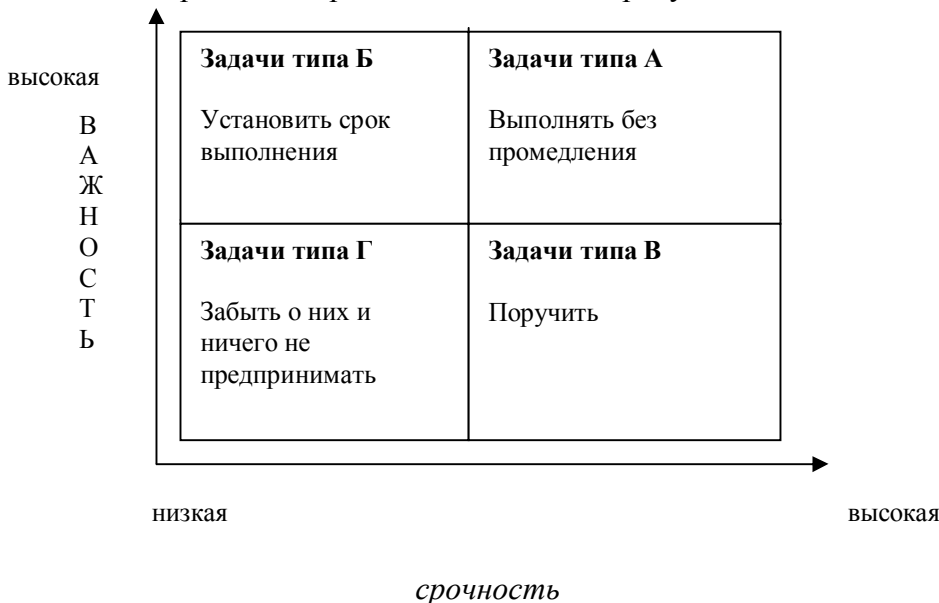 высокая
В
А
Ж
Н
О
С
Т
Ь
Задачи типа Б
Установить срок
выполнения
Задачи типа А
Выполнять без
промедления
Задачи типа Г
Забыть о них и
ничего не
предпринимать
Задачи типа В
Поручить
низкая
высокая
срочность